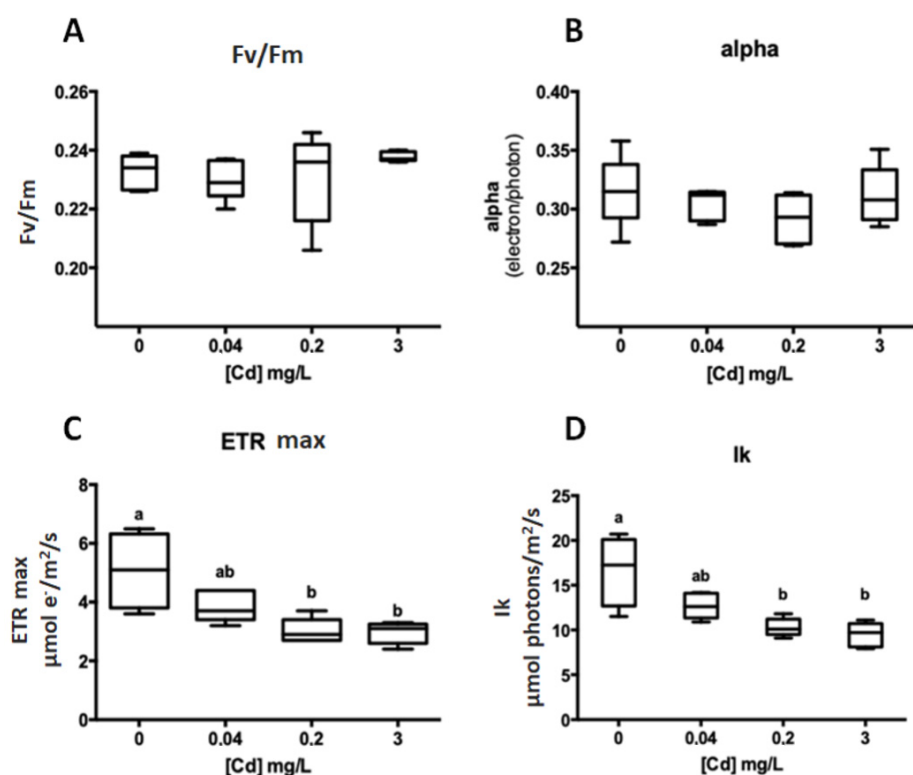 A
Fv/Fm
Fv/Fm
0.26
0.24
0.22
0.20
0
0.04
0.2
3
[Cd] mg/L
B
alpha
alpha
(electron/photon)
0.40
0.35
0.30
0.25
0
0.04
0.2
3
[Cd] mg/L
C
ETR max
ETR max
µmol e⁻/m²/s
8
6
4
2
0
a
ab
b
b
0
0.04
0.2
3
[Cd] mg/L
D
Ik
Ik
µmol photons/m²/s
25
20
15
10
5
0
a
ab
b
b
0
0.04
0.2
3
[Cd] mg/L